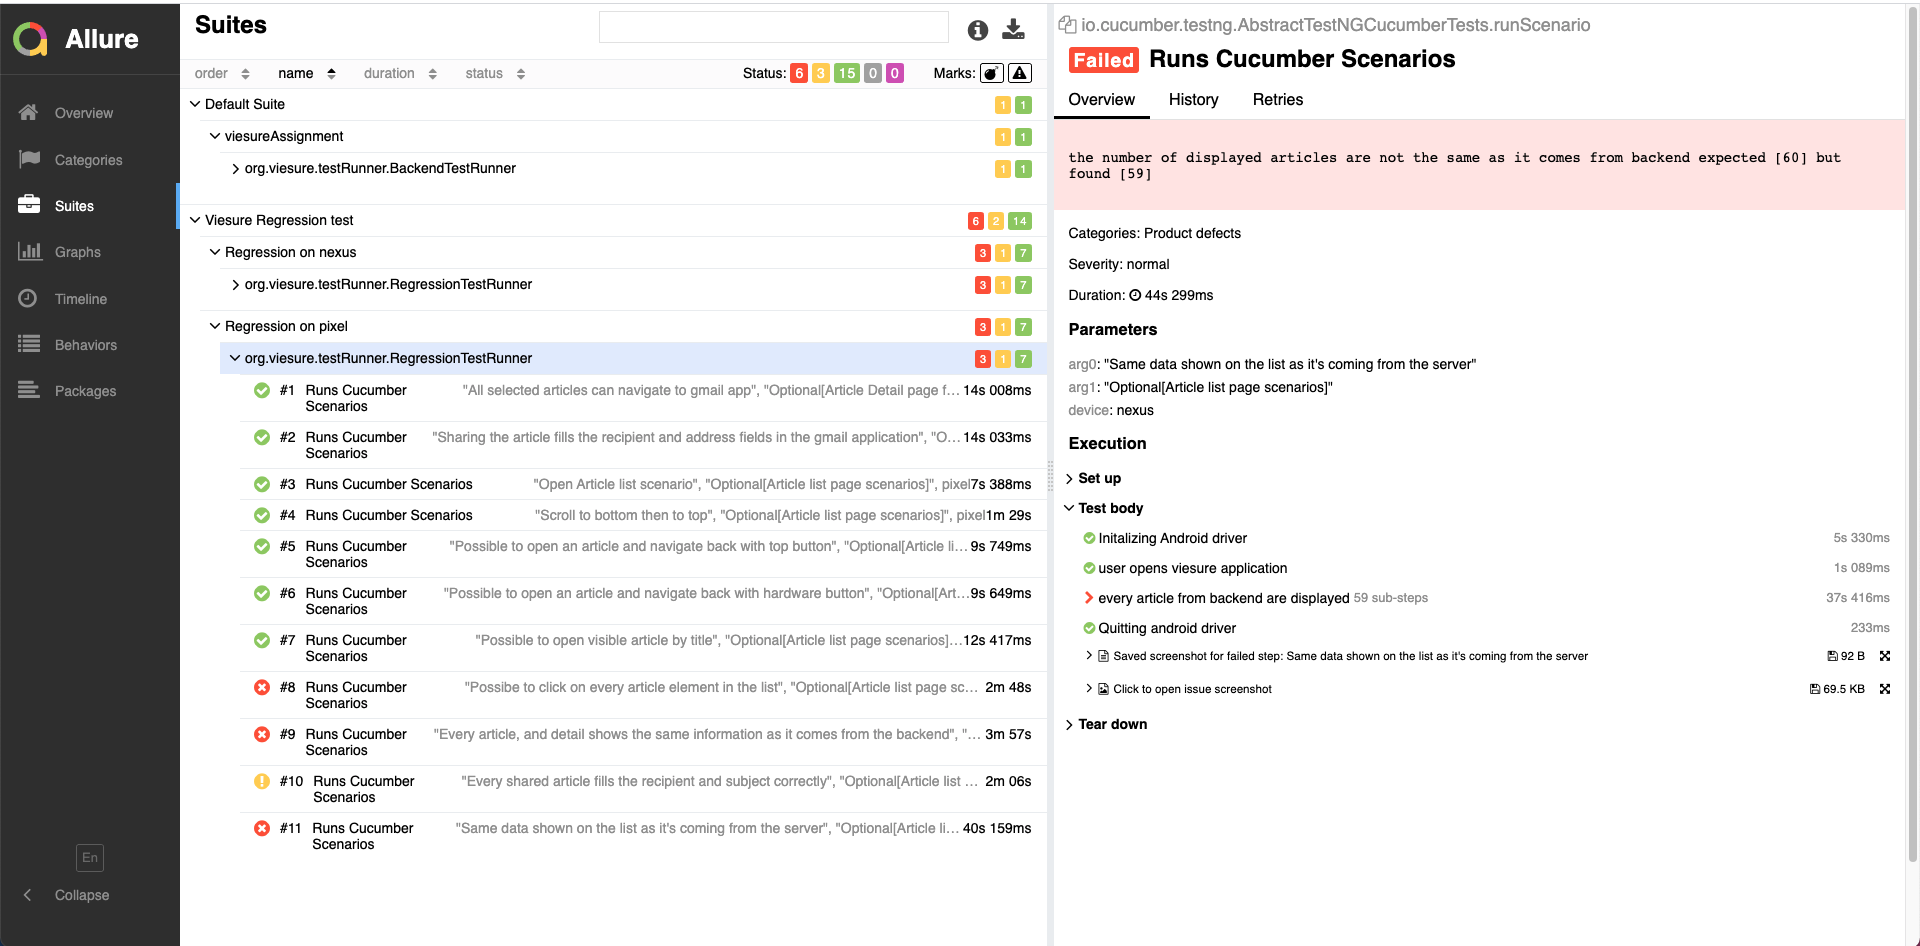 Allure
Overview
Categories
Suites
Graphs
Timeline
Behaviors
Packages
En
Collapse
Suites
order name duration status Status: 6 3 15 0 0 Marks:
Default Suite 1 1
viesureAssignment 1 1
org.viesure.testRunner.BackendTestRunner 1 1
Viesure Regression test 6 2 14
Regression on nexus 3 1 7
org.viesure.testRunner.RegressionTestRunner 3 1 7
Regression on pixel 3 1 7
org.viesure.testRunner.RegressionTestRunner 3 1 7
#1 Runs Cucumber Scenarios "All selected articles can navigate to gmail app", "Optional[Article Detail page f... 14s 008ms
#2 Runs Cucumber Scenarios "Sharing the article fills the recipient and address fields in the gmail application", "O... 14s 033ms
#3 Runs Cucumber Scenarios "Open Article list scenario", "Optional[Article list page scenarios]", pixel 7s 388ms
#4 Runs Cucumber Scenarios "Scroll to bottom then to top", "Optional[Article list page scenarios]", pixel 1m 29s
#5 Runs Cucumber Scenarios "Possible to open an article and navigate back with top button", "Optional[Article li... 9s 749ms
#6 Runs Cucumber Scenarios "Possible to open an article and navigate back with hardware button", "Optional[Art... 9s 649ms
#7 Runs Cucumber Scenarios "Possible to open visible article by title", "Optional[Article list page scenarios]... 12s 417ms
#8 Runs Cucumber Scenarios "Possibe to click on every article element in the list", "Optional[Article list page sc... 2m 48s
#9 Runs Cucumber Scenarios "Every article, and detail shows the same information as it comes from the backend", "... 3m 57s
#10 Runs Cucumber Scenarios "Every shared article fills the recipient and subject correctly", "Optional[Article list ... 2m 06s
#11 Runs Cucumber Scenarios "Same data shown on the list as it's coming from the server", "Optional[Article li... 40s 159ms
io.cucumber.testng.AbstractTestNGCucumberTests.runScenario
Failed Runs Cucumber Scenarios
Overview History Retries
the number of displayed articles are not the same as it comes from backend expected [60] but
found [59]
Categories: Product defects
Severity: normal
Duration: 44s 299ms
Parameters
arg0: "Same data shown on the list as it's coming from the server"
arg1: "Optional[Article list page scenarios]"
device: nexus
Execution
Set up
Test body
Initalizing Android driver 5s 330ms
user opens viesure application 1s 089ms
every article from backend are displayed 59 sub-steps 37s 416ms
Quitting android driver 233ms
Saved screenshot for failed step: Same data shown on the list as it's coming from the server 92 B
Click to open issue screenshot 69.5 KB
Tear down